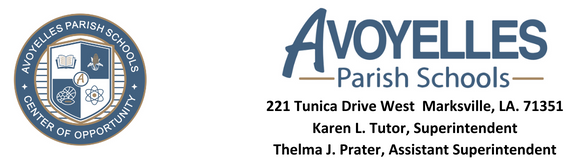 AVOYELLES PARISH SCHOOLS
A
CENTER OF OPPORTUNITY
AVOYELLES
Parish Schools
221 Tunica Drive West  Marksville, LA. 71351
Karen L. Tutor, Superintendent
Thelma J. Prater, Assistant Superintendent